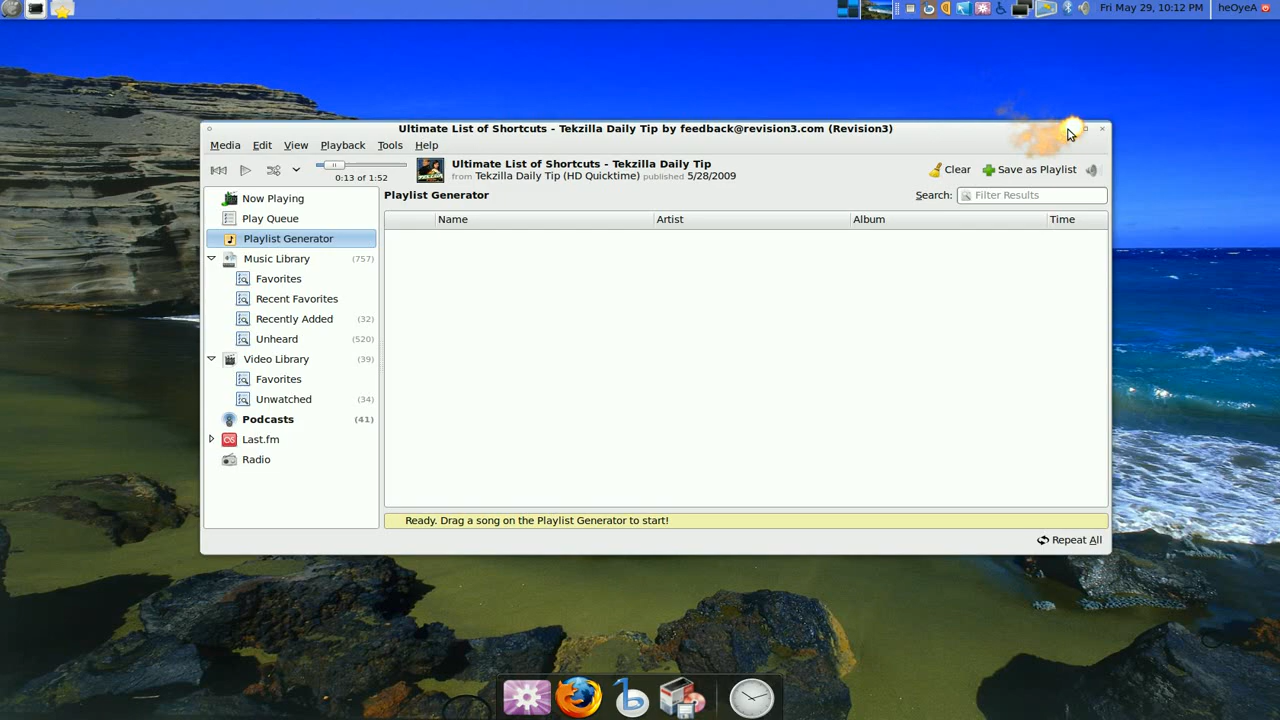 Fri May 29, 10:12 PM heOyeA
Ultimate List of Shortcuts - Tekzilla Daily Tip by feedback@revision3.com (Revision3)
Media Edit View Playback Tools Help
0:13 of 1:52
Ultimate List of Shortcuts - Tekzilla Daily Tip
from Tekzilla Daily Tip (HD Quicktime) published 5/28/2009
Clear Save as Playlist
Now Playing
Play Queue
Playlist Generator
Music Library (757)
Favorites
Recent Favorites
Recently Added (32)
Unheard (520)
Video Library (39)
Favorites
Unwatched (34)
Podcasts (41)
Last.fm
Radio
Playlist Generator
Search: Filter Results
Name Artist Album Time
Ready. Drag a song on the Playlist Generator to start!
Repeat All